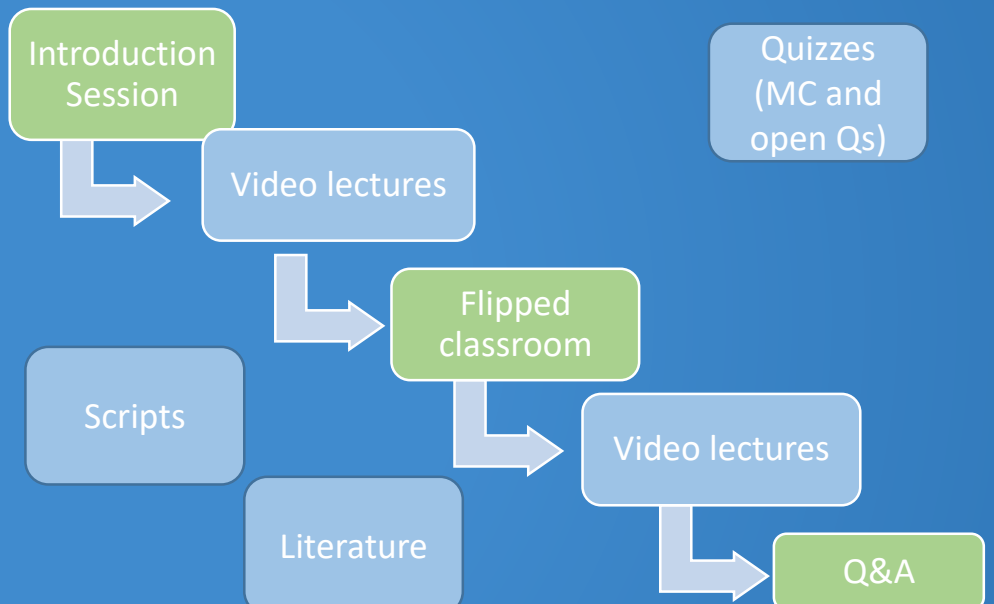 Introduction
Session
Quizzes
(MC and
open Qs)
Video lectures
Flipped
classroom
Scripts
Video lectures
Literature
Q&A